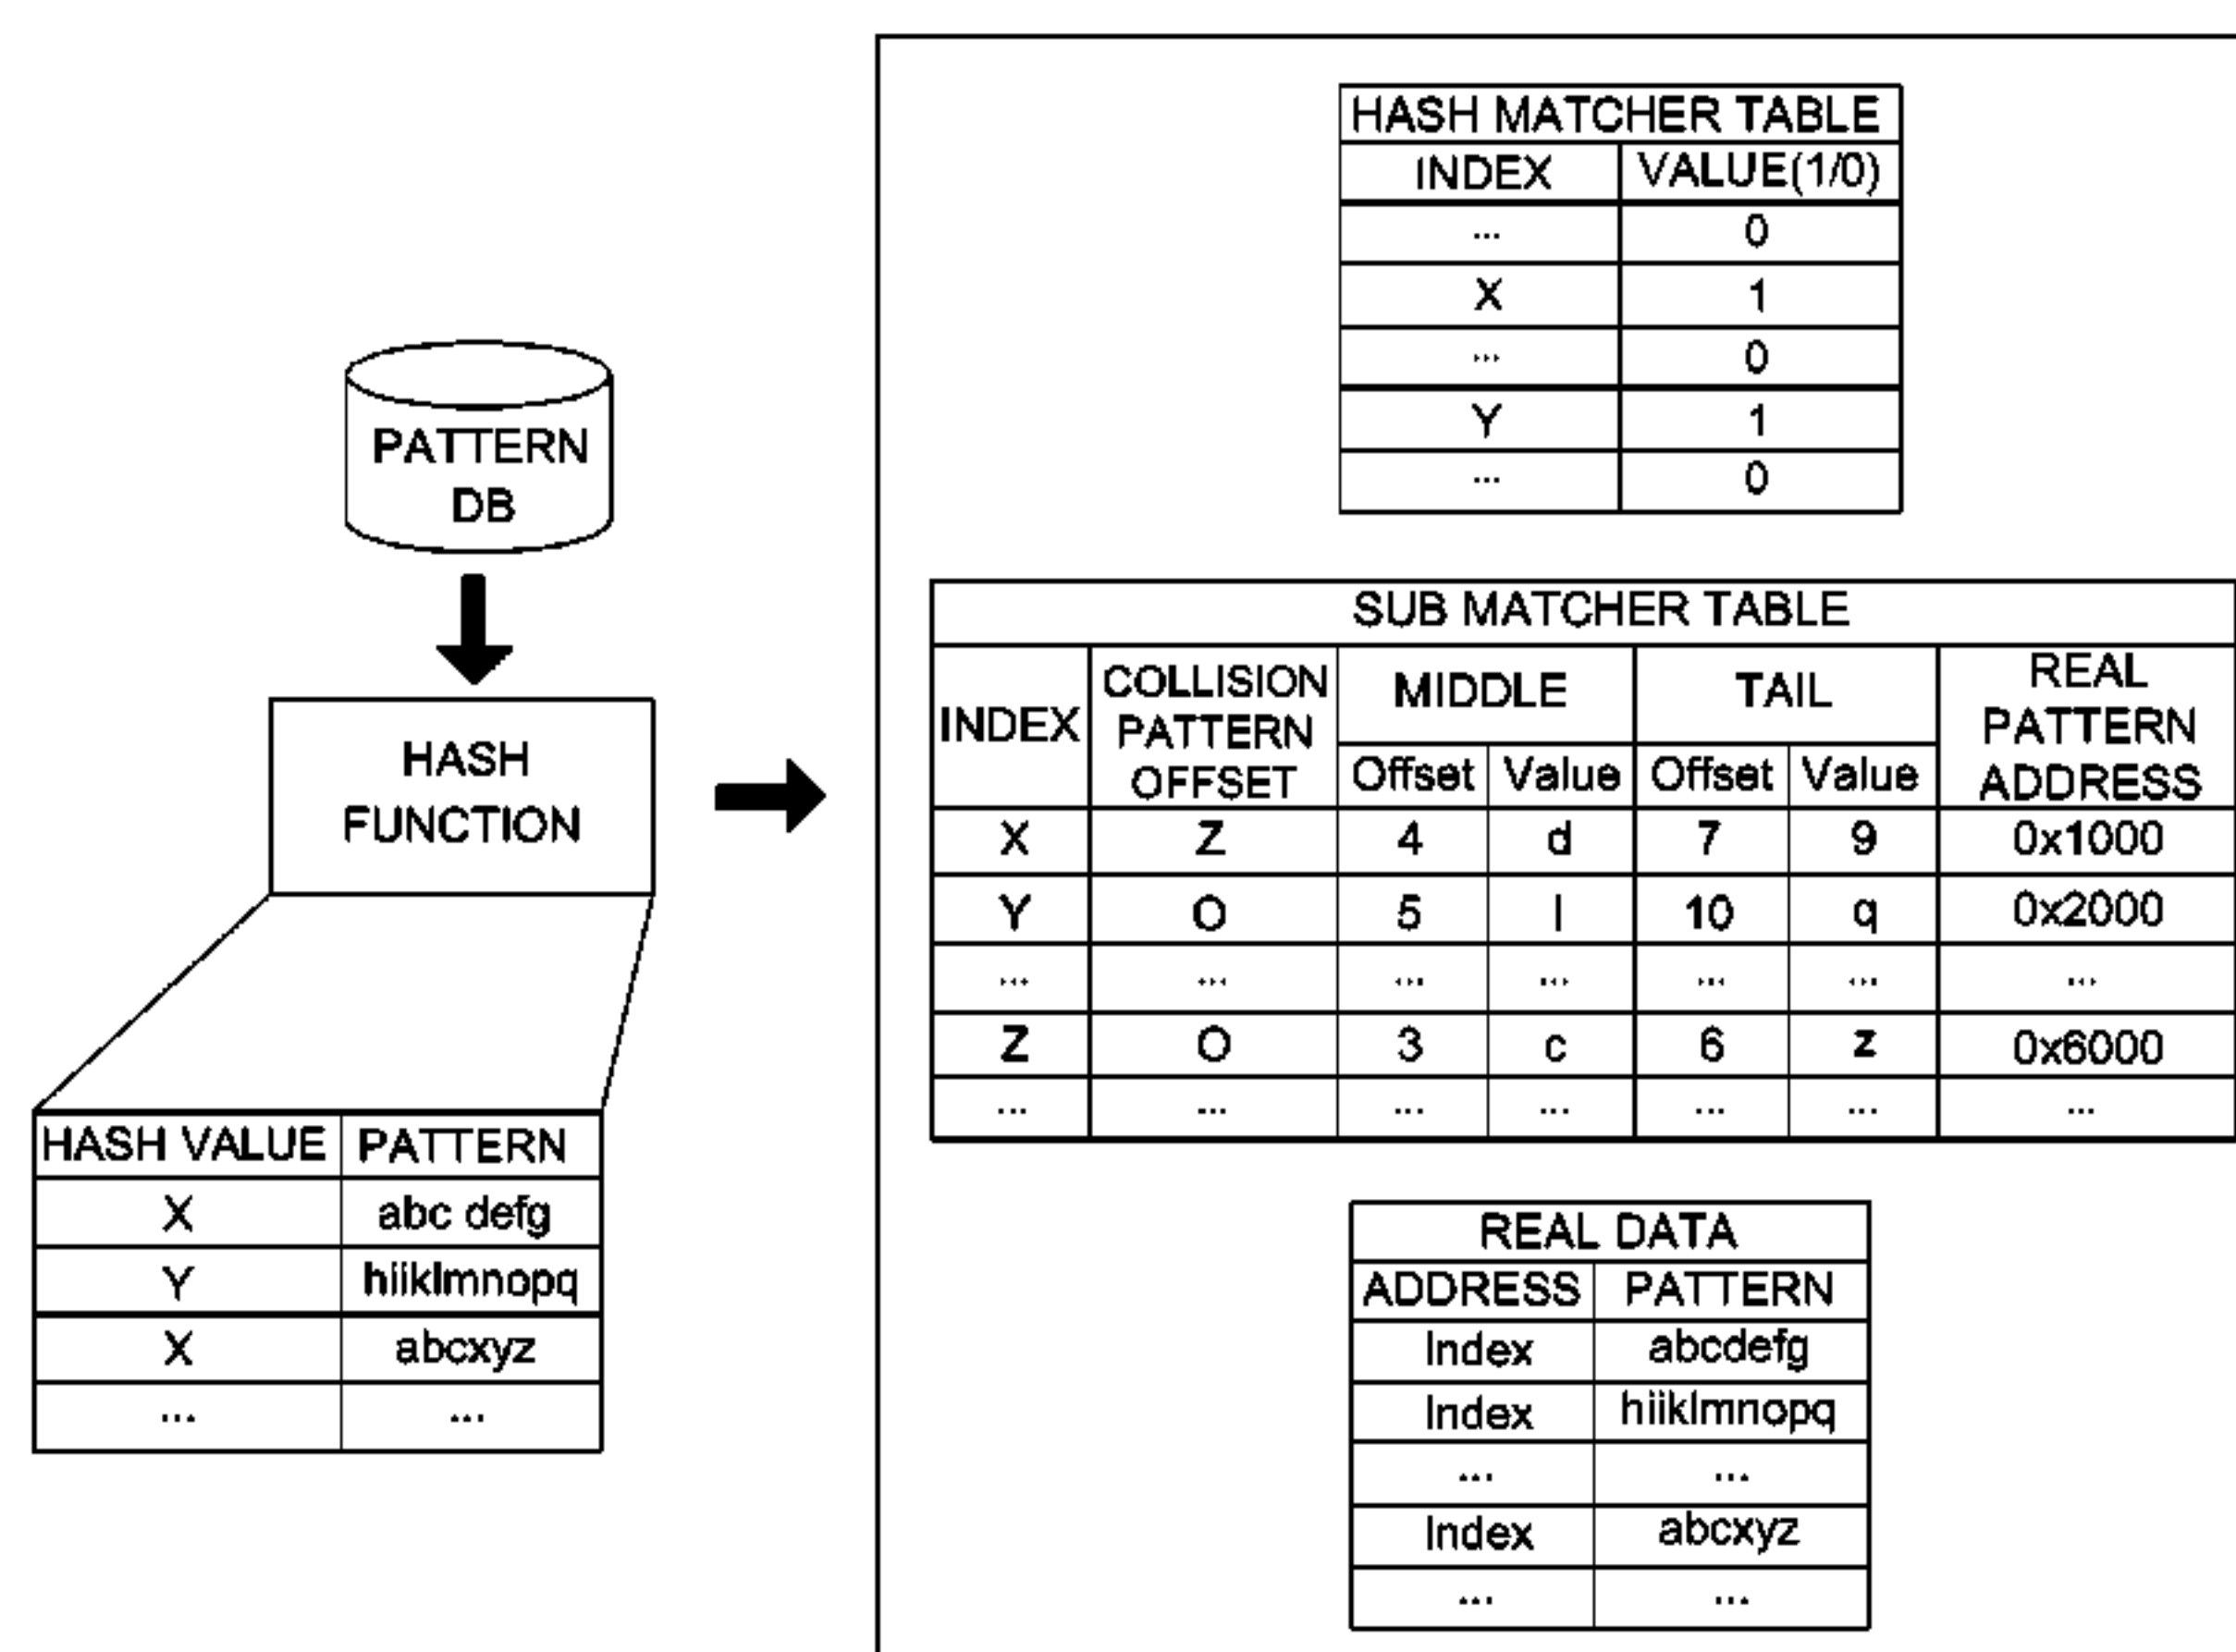 PATTERN
DB
HASH
FUNCTION
HASH VALUE PATTERN
X abc defg
Y hiiklmnopq
X abcxyz
... ...
HASH MATCHER TABLE
INDEX VALUE(1/0)
... 0
X 1
... 0
Y 1
... 0
SUB MATCHER TABLE
INDEX COLLISION PATTERN OFFSET MIDDLE TAIL REAL PATTERN ADDRESS
Offset Value Offset Value
X Z 4 d 7 9 0x1000
Y O 5 l 10 q 0x2000
... ... ... ... ... ... ...
Z O 3 c 6 z 0x6000
... ... ... ... ... ... ...
REAL DATA
ADDRESS PATTERN
Index abcdefg
Index hiiklmnopq
... ...
Index abcxyz
... ...